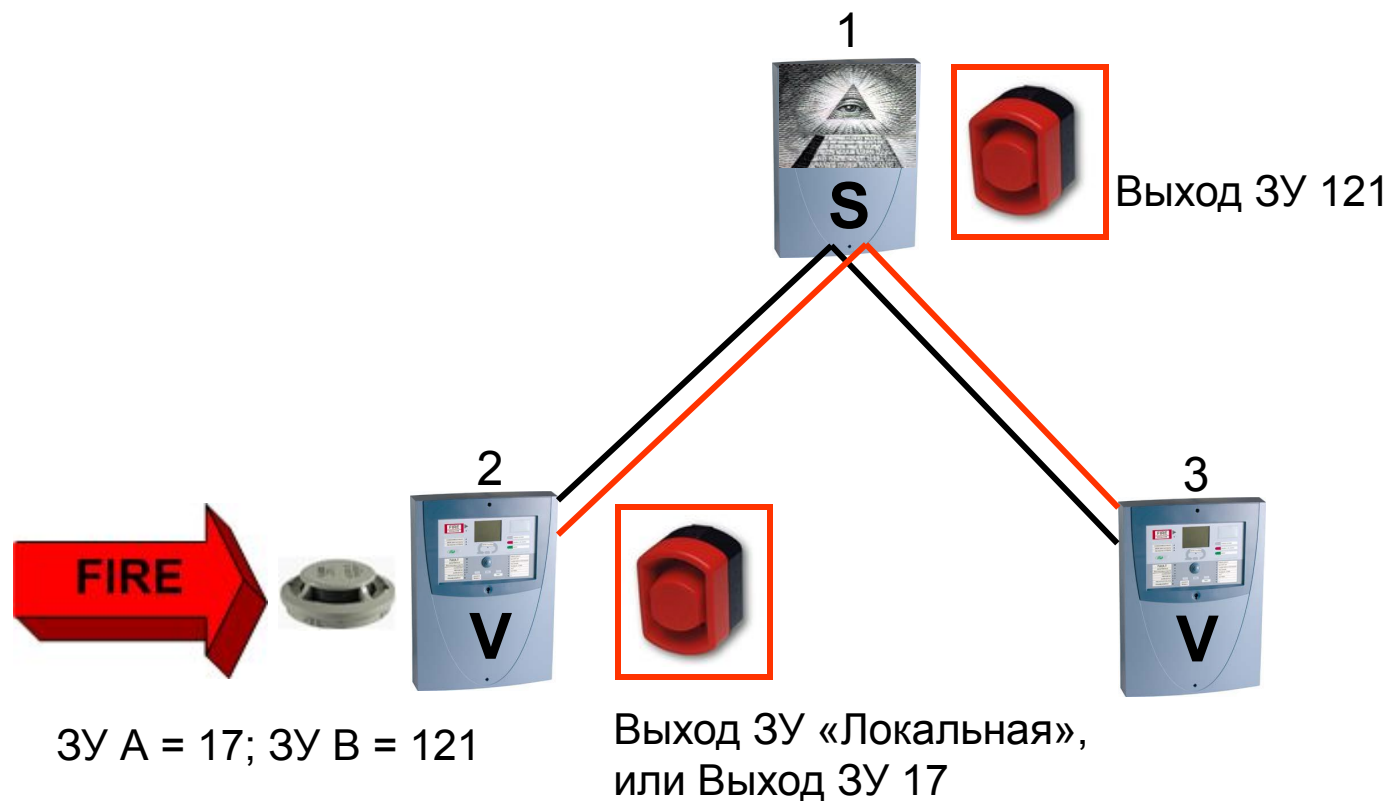 1
S
Выход ЗУ 121
2
3
FIRE
V
V
ЗУ А = 17; ЗУ В = 121
Выход ЗУ «Локальная»,
или Выход ЗУ 17